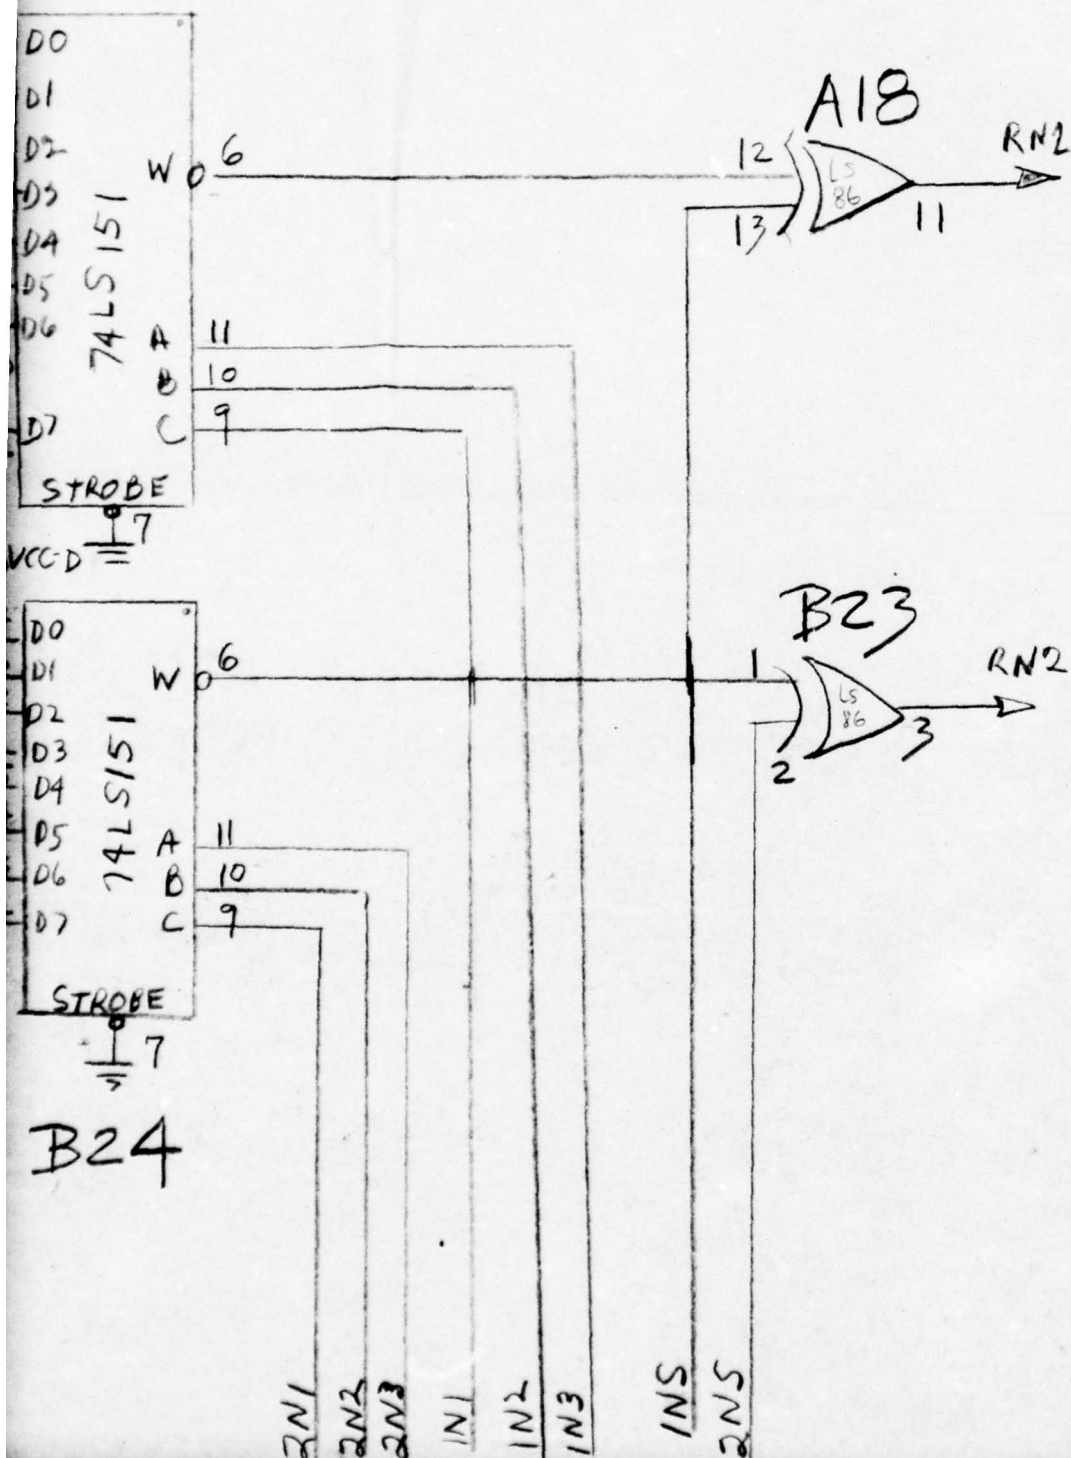 D0
D1
D2
D3
D4
D5
D6
D7
74LS151
W
6
A
11
B
10
C
9
STROBE
7
VCC-D
A18
12
13
LS
86
11
RN1
D0
D1
D2
D3
D4
D5
D6
D7
74LS151
W
6
A
11
B
10
C
9
STROBE
7
B24
B23
1
2
LS
86
3
RN2
2N1
2N2
2N3
1N1
1N2
1N3
1NS
2NS